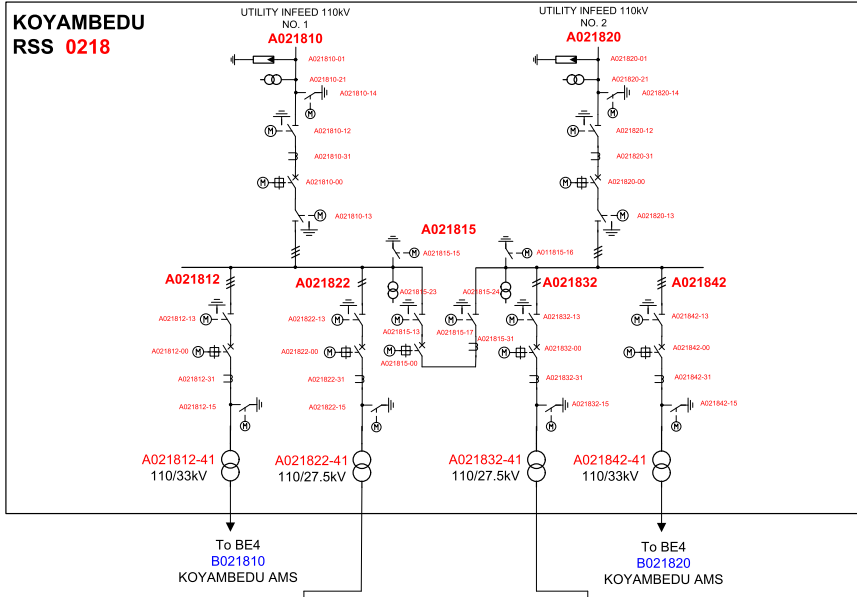 KOYAMBEDU
RSS 0218
UTILITY INFEED 110kV
NO. 1
A021810
A021810-01
A021810-21
A021810-14
M
M
A021810-12
A021810-31
M
A021810-00
M
A021810-13
UTILITY INFEED 110kV
NO. 2
A021820
A021820-01
A021820-21
A021820-14
M
M
A021820-12
A021820-31
M
A021820-00
M
A021820-13
A021815
M
A021815-15
M
A011815-16
A021812
A021822
A021815-23
A021815-24
A021832
A021842
A021812-13
M
A021822-13
M
M
A021815-13
A021815-17
M
A021832-13
M
A021842-13
A021812-00
M
A021822-00
M
M
A021815-00
A021815-31
M
A021832-00
M
A021842-00
A021812-31
A021822-31
A021832-31
A021842-31
A021812-15
M
A021822-15
M
M
A021832-15
M
A021842-15
A021812-41
110/33kV
A021822-41
110/27.5kV
A021832-41
110/27.5kV
A021842-41
110/33kV
To BE4
B021810
KOYAMBEDU AMS
To BE4
B021820
KOYAMBEDU AMS